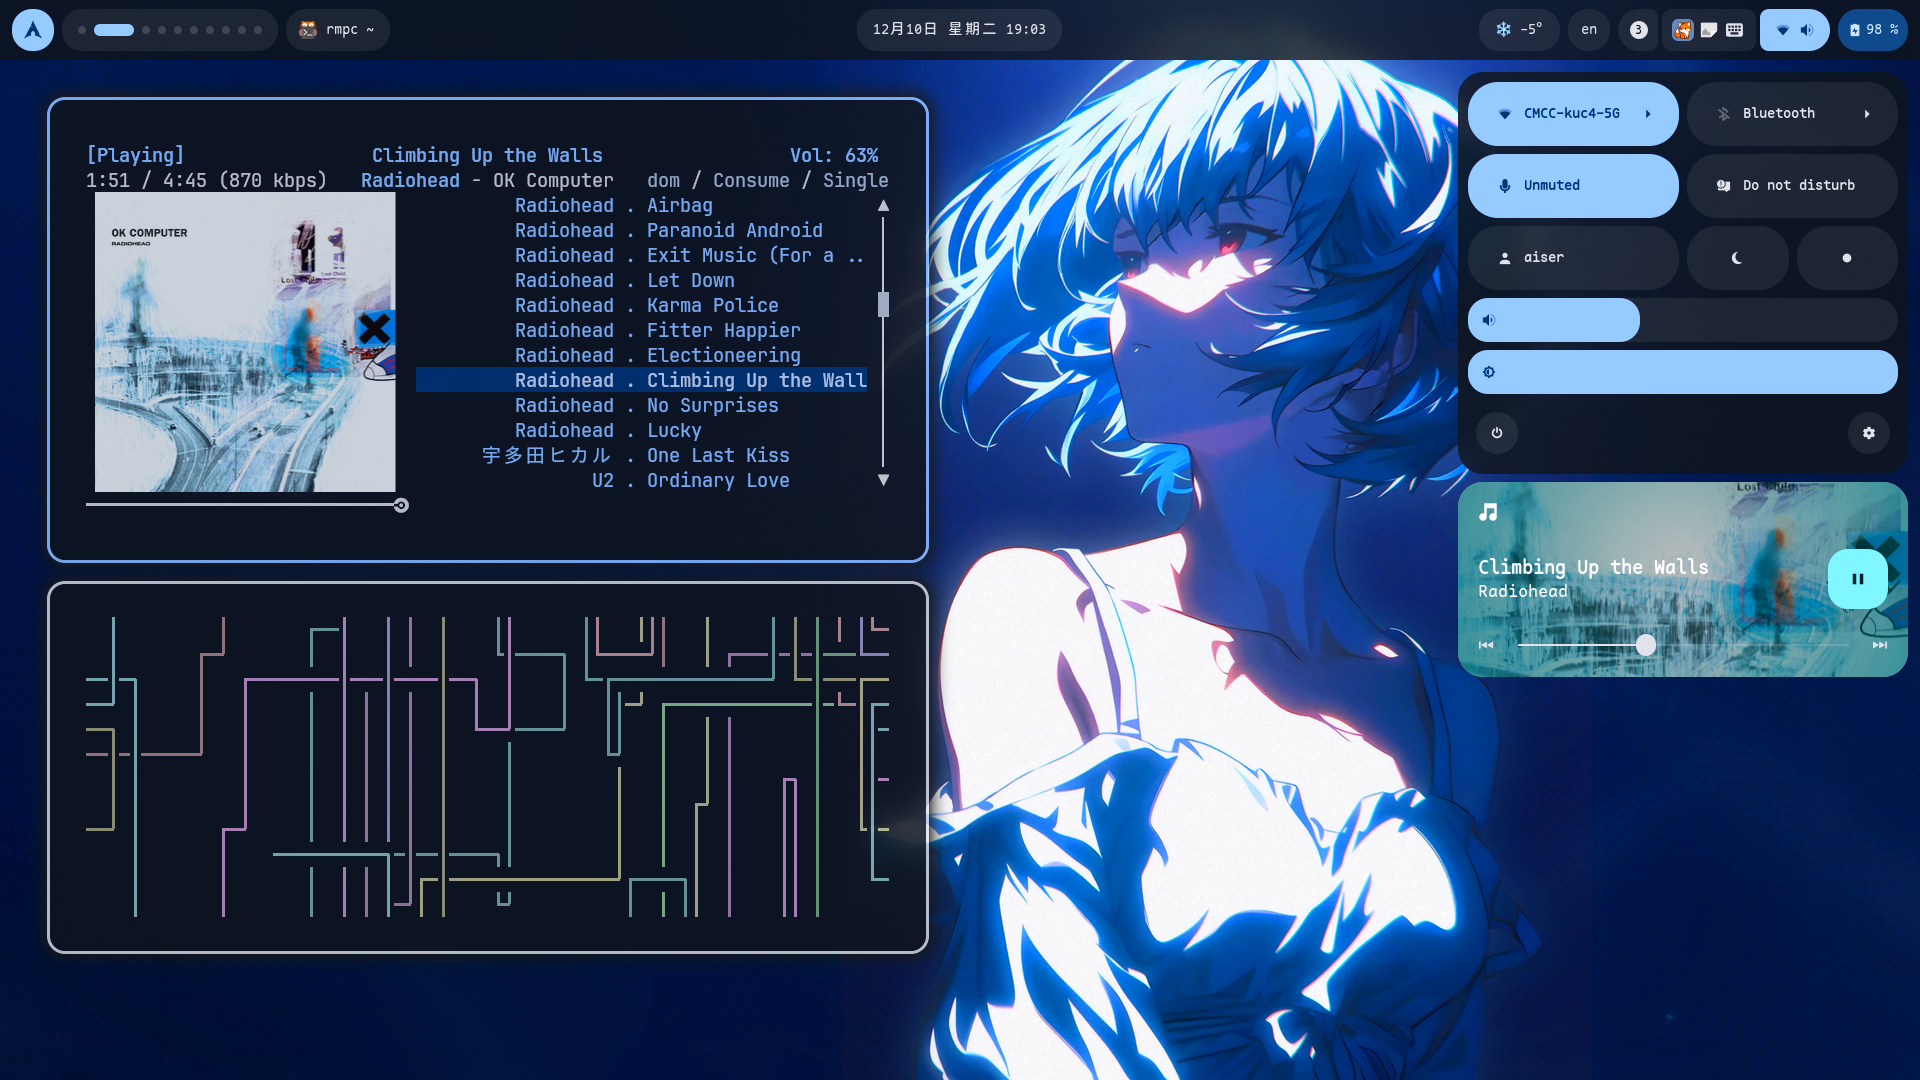 rmpc ~
12月10日 星期二 19:03
-5°
en
3
98 %
[Playing] Climbing Up the Walls Vol: 63%
1:51 / 4:45 (870 kbps) Radiohead - OK Computer dom / Consume / Single
OK COMPUTER
RADIOHEAD
Lost Child
Radiohead . Airbag
Radiohead . Paranoid Android
Radiohead . Exit Music (For a ..
Radiohead . Let Down
Radiohead . Karma Police
Radiohead . Fitter Happier
Radiohead . Electioneering
Radiohead . Climbing Up the Wall
Radiohead . No Surprises
Radiohead . Lucky
宇多田ヒカル . One Last Kiss
U2 . Ordinary Love
CMCC-kuc4-5G
Bluetooth
Unmuted
Do not disturb
aiser
Climbing Up the Walls
Radiohead